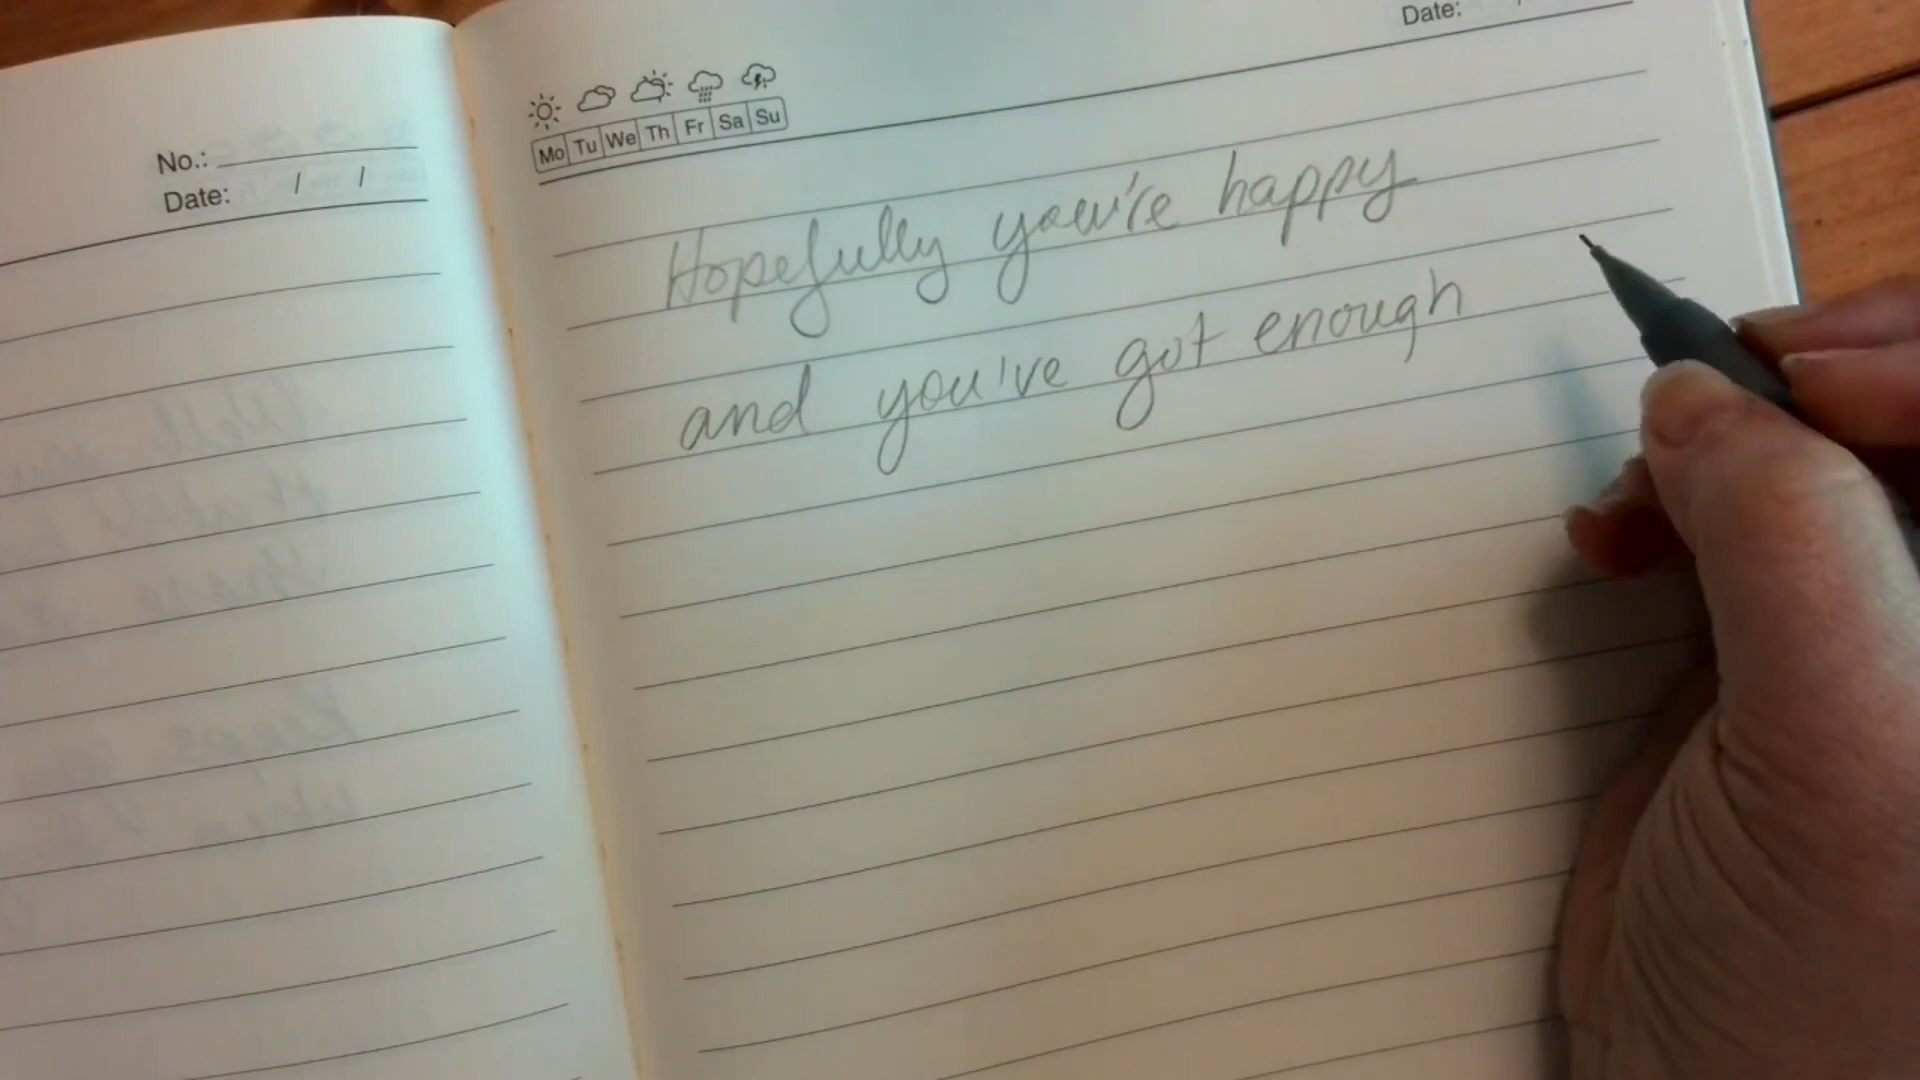 No.:
Date: / /
Date: /
Mo Tu We Th Fr Sa Su
Hopefully you're happy
and you've got enough